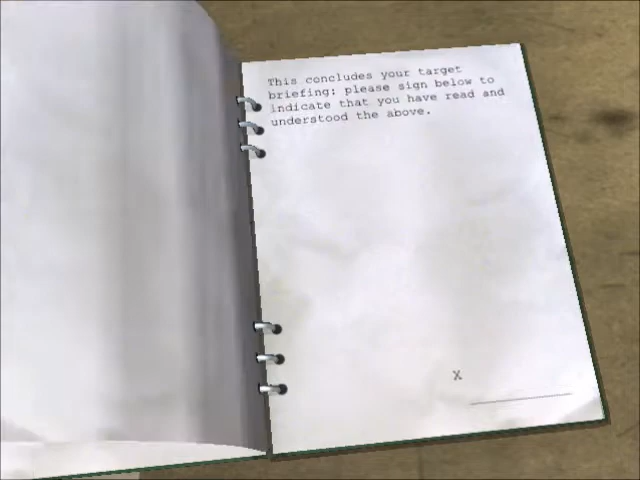 This concludes your target
briefing; please sign below to
indicate that you have read and
understood the above.
X